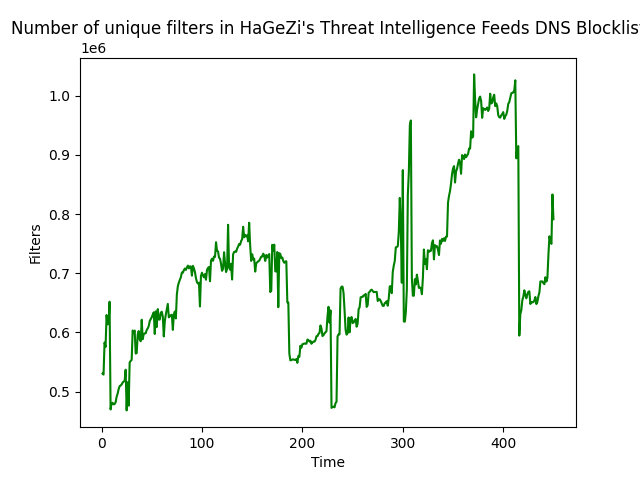 Number of unique filters in HaGeZi's Threat Intelligence Feeds DNS Blocklist
1e6
1.0
0.9
0.8
0.7
0.6
0.5
Filters
0 100 200 300 400
Time